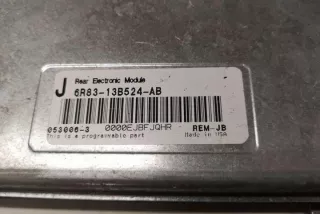 J Rear Electronic Module
6R83-13B524-AB
053006-3 0000EJBFJQHR REM-JB
This is a programmable part Made in USA